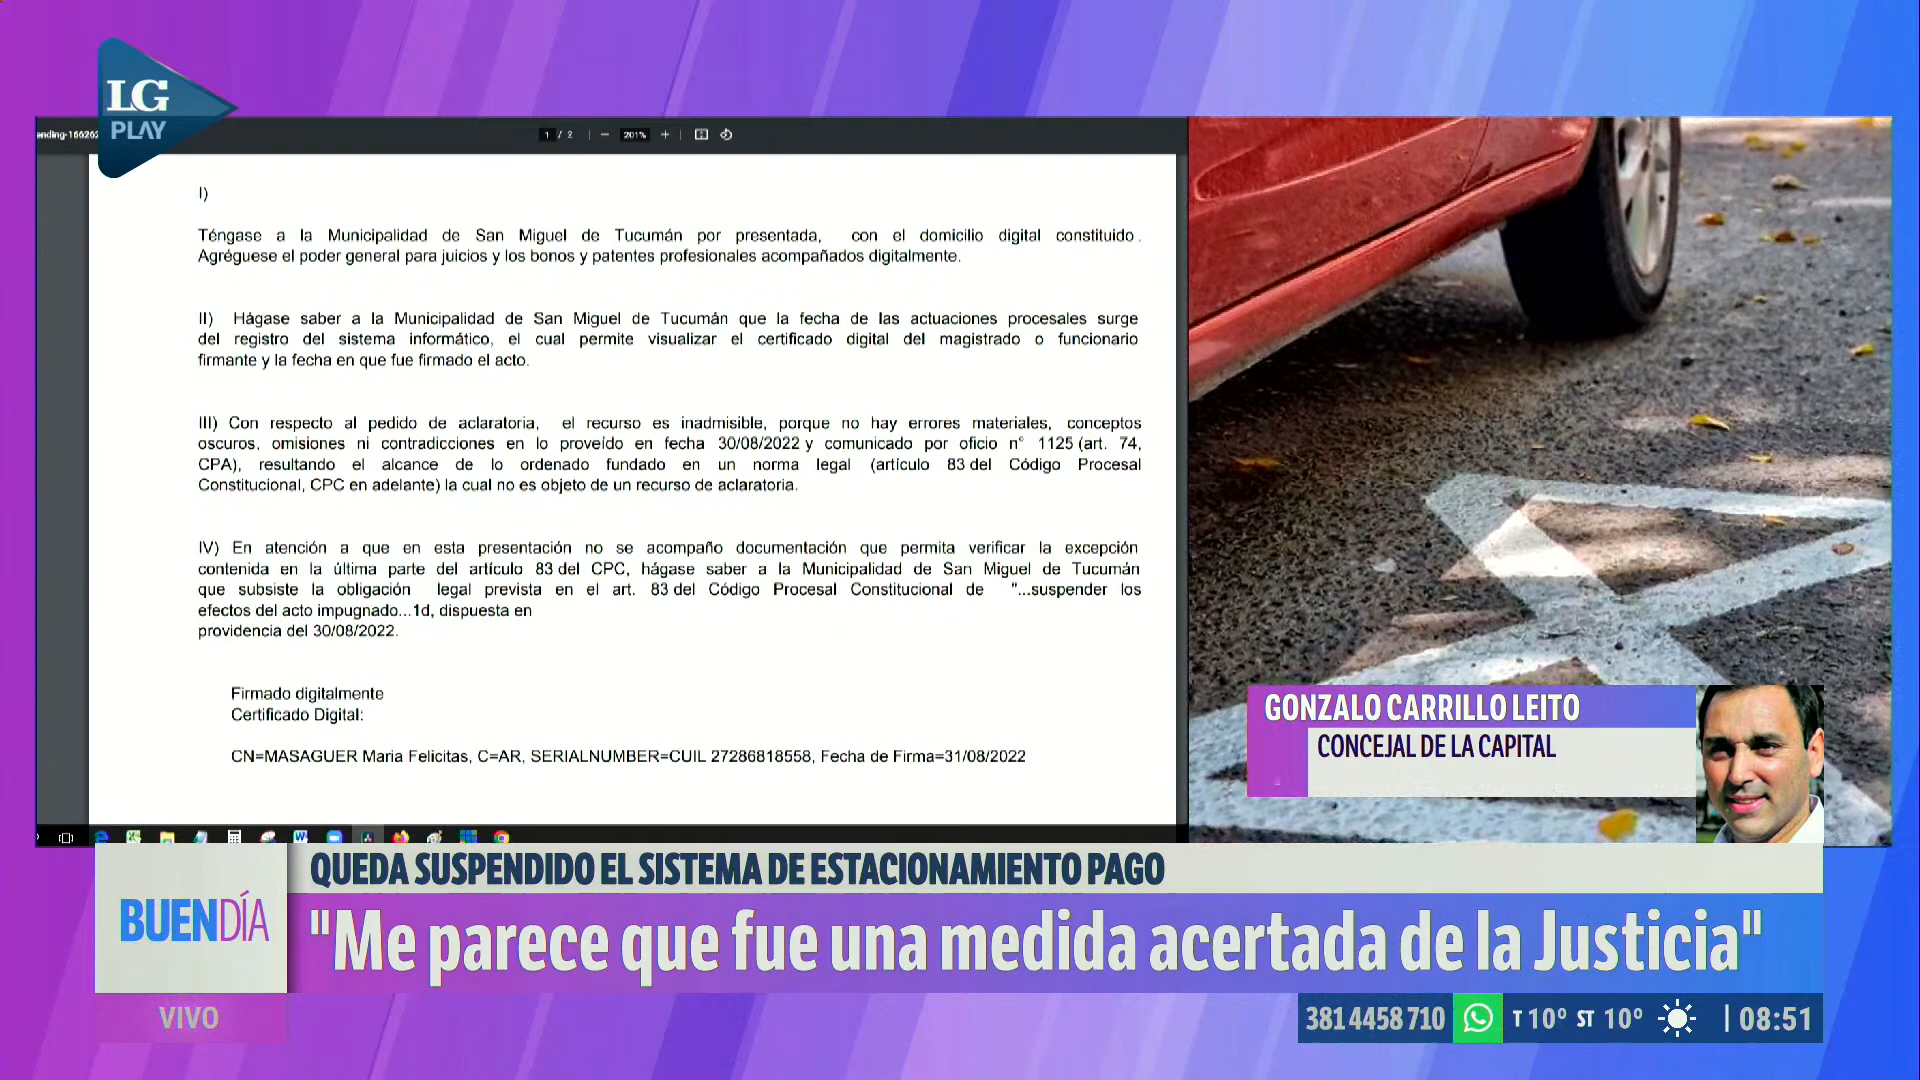 LG
PLAY
ending-166262
1 / 2
201%
I)
Téngase a la Municipalidad de San Miguel de Tucumán por presentada, con el domicilio digital constituido.
Agréguese el poder general para juicios y los bonos y patentes profesionales acompañados digitalmente.
II) Hágase saber a la Municipalidad de San Miguel de Tucumán que la fecha de las actuaciones procesales surge
del registro del sistema informático, el cual permite visualizar el certificado digital del magistrado o funcionario
firmante y la fecha en que fue firmado el acto.
III) Con respecto al pedido de aclaratoria, el recurso es inadmisible, porque no hay errores materiales, conceptos
oscuros, omisiones ni contradicciones en lo proveído en fecha 30/08/2022 y comunicado por oficio n° 1125 (art. 74,
CPA), resultando el alcance de lo ordenado fundado en un norma legal (artículo 83 del Código Procesal
Constitucional, CPC en adelante) la cual no es objeto de un recurso de aclaratoria.
IV) En atención a que en esta presentación no se acompaño documentación que permita verificar la excepción
contenida en la última parte del artículo 83 del CPC, hágase saber a la Municipalidad de San Miguel de Tucumán
que subsiste la obligación legal prevista en el art. 83 del Código Procesal Constitucional de "...suspender los
efectos del acto impugnado...1d, dispuesta en
providencia del 30/08/2022.
Firmado digitalmente
Certificado Digital:
CN=MASAGUER Maria Felicitas, C=AR, SERIALNUMBER=CUIL 27286818558, Fecha de Firma=31/08/2022
GONZALO CARRILLO LEITO
CONCEJAL DE LA CAPITAL
QUEDA SUSPENDIDO EL SISTEMA DE ESTACIONAMIENTO PAGO
BUENDÍA
"Me parece que fue una medida acertada de la Justicia"
VIVO
381 4458 710 T 10º ST 10º | 08:51